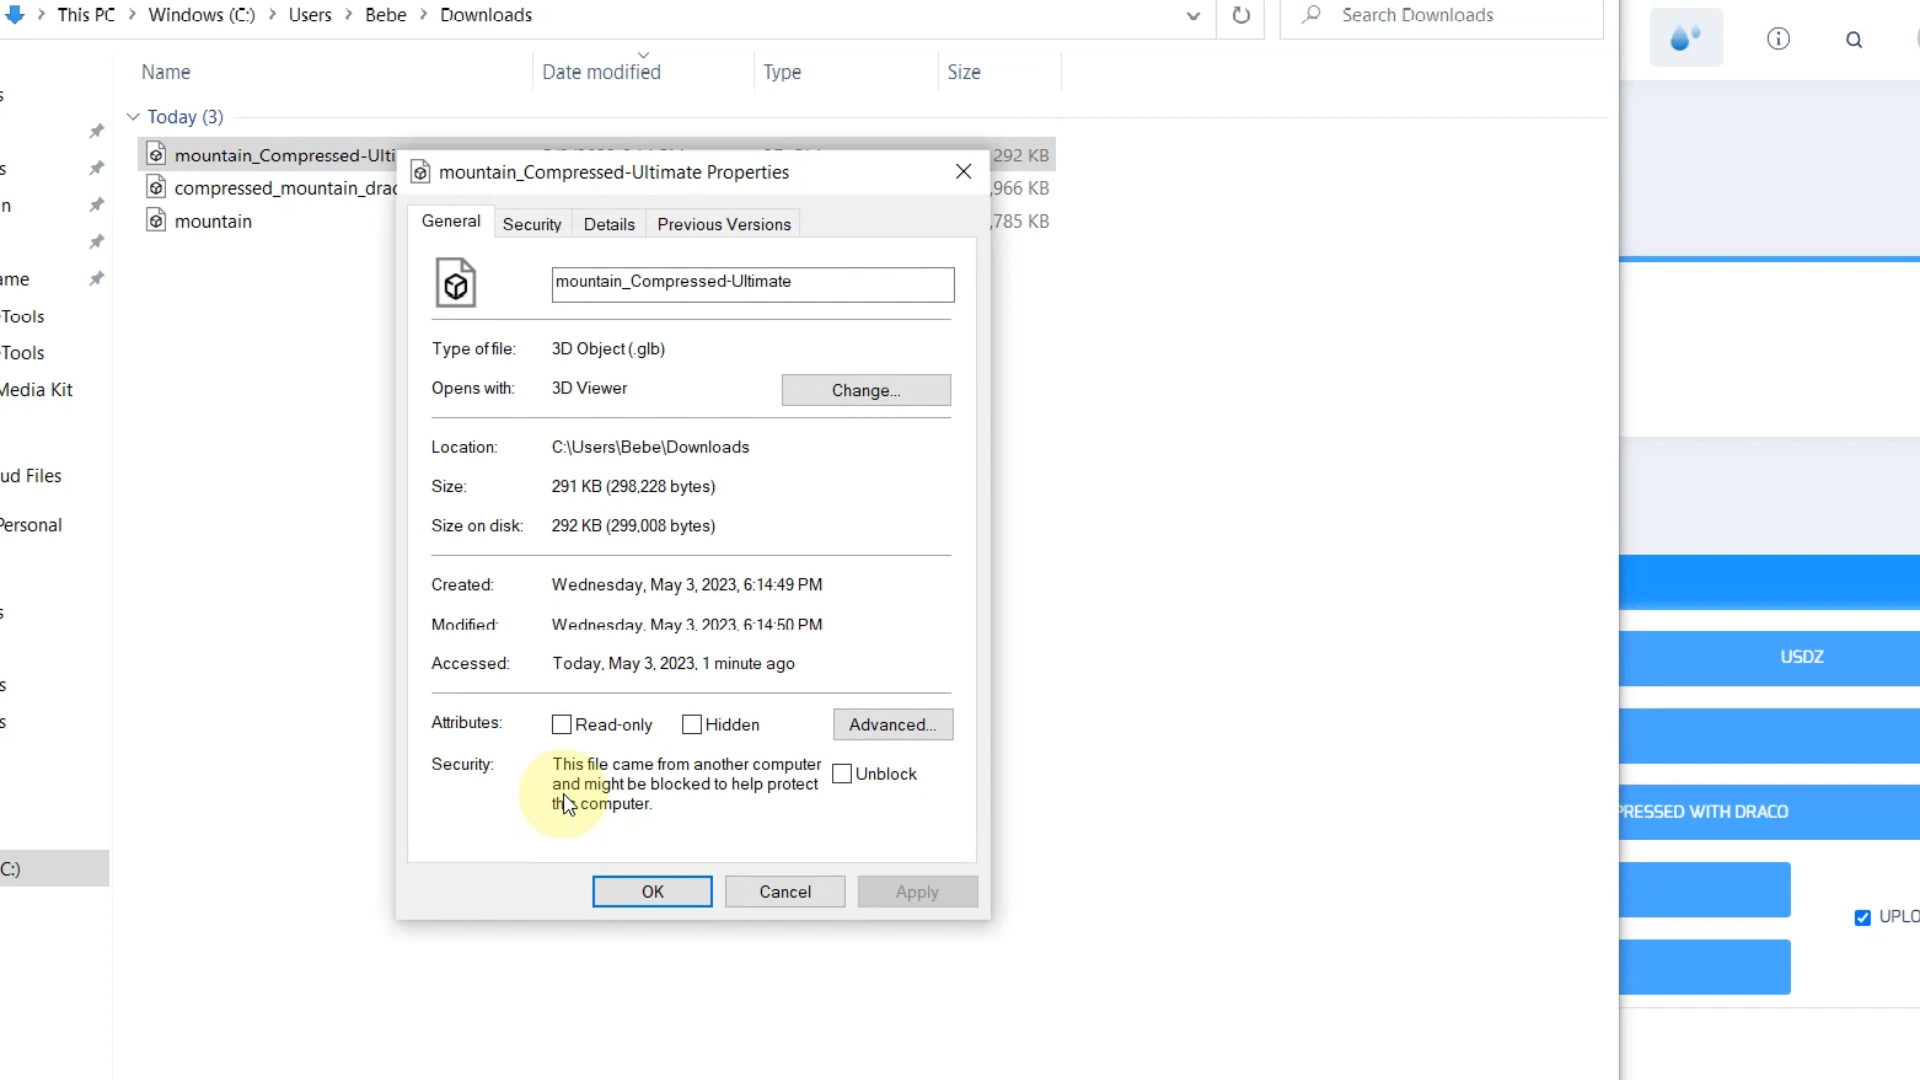 This PC > Windows (C:) > Users > Bebe > Downloads
Search Downloads
Name
Date modified
Type
Size
Today (3)
mountain_Compressed-Ulti
292 KB
compressed_mountain_drac
,966 KB
mountain
,785 KB
ame
Tools
Tools
Media Kit
ud Files
Personal
C:)
mountain_Compressed-Ultimate Properties
General
Security
Details
Previous Versions
mountain_Compressed-Ultimate
Type of file: 3D Object (.glb)
Opens with: 3D Viewer
Change...
Location: C:\Users\Bebe\Downloads
Size: 291 KB (298,228 bytes)
Size on disk: 292 KB (299,008 bytes)
Created: Wednesday, May 3, 2023, 6:14:49 PM
Modified: Wednesday, May 3, 2023, 6:14:50 PM
Accessed: Today, May 3, 2023, 1 minute ago
Attributes: Read-only Hidden Advanced...
Security: This file came from another computer
and might be blocked to help protect
this computer.
Unblock
OK
Cancel
Apply
USDZ
PRESSED WITH DRACO
UPLO